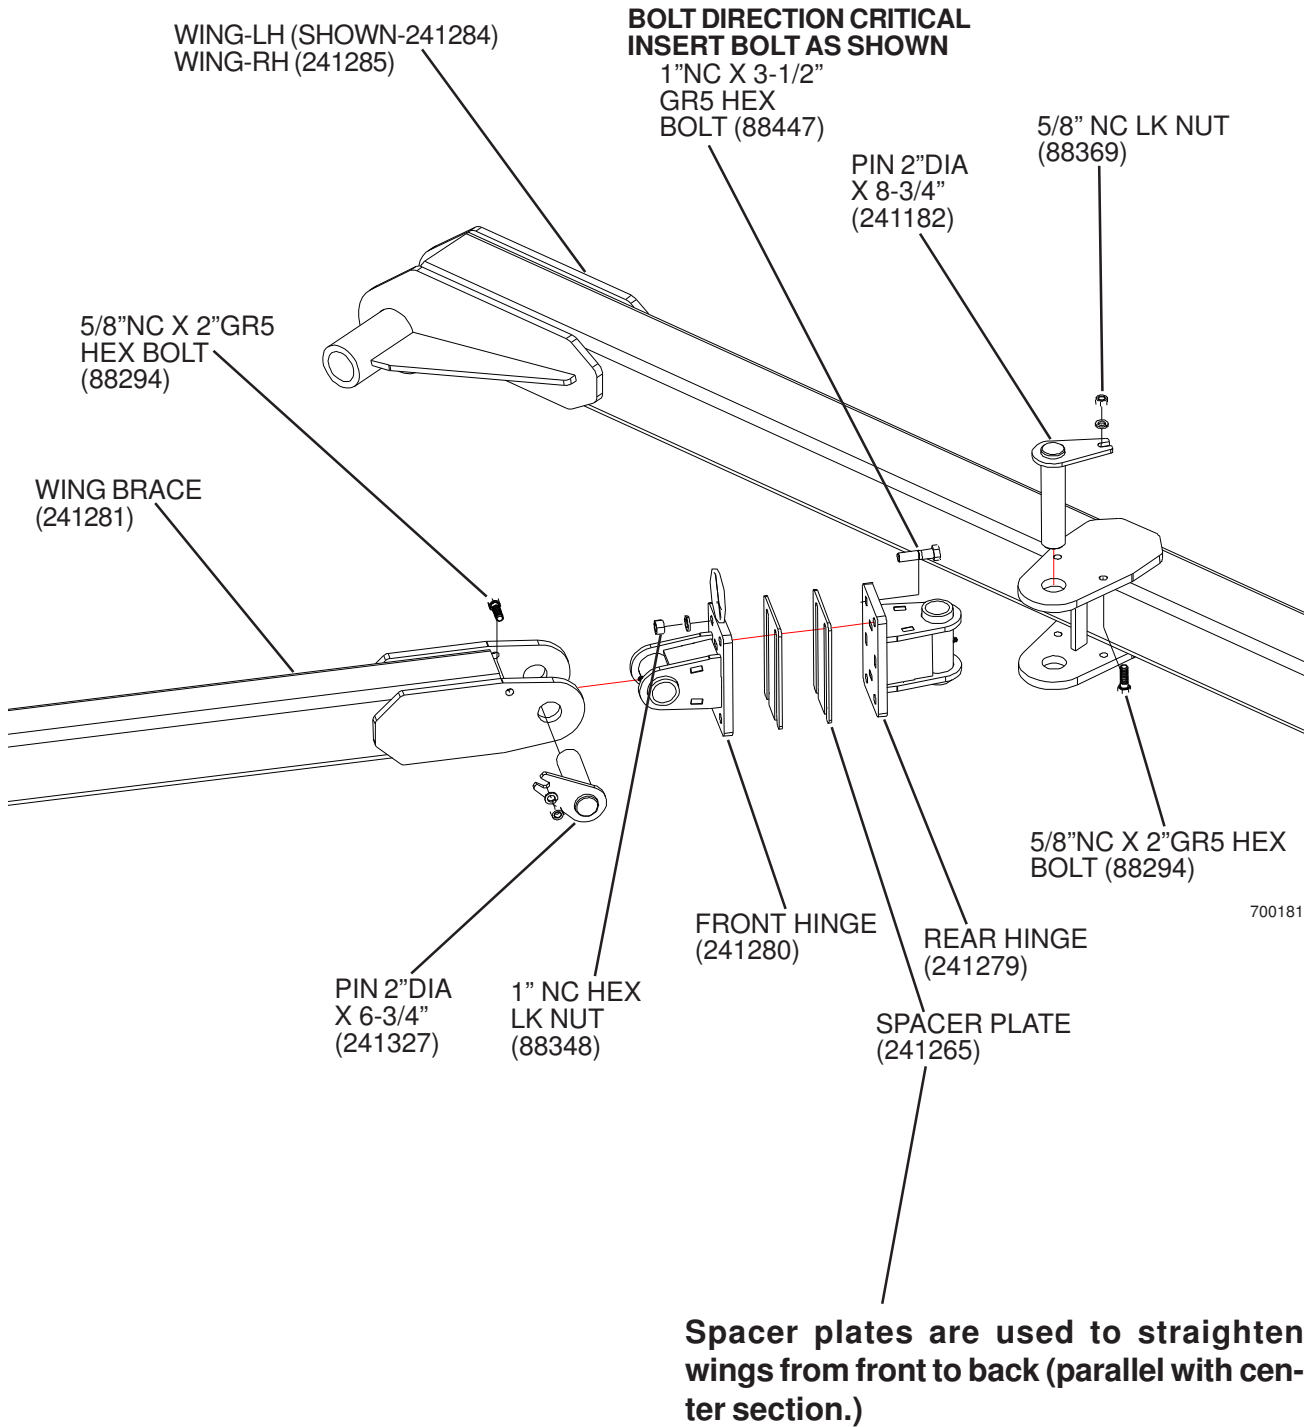 WING-LH (SHOWN-241284)
WING-RH (241285)
BOLT DIRECTION CRITICAL
INSERT BOLT AS SHOWN
1”NC X 3-1/2”
GR5 HEX
BOLT (88447)
5/8” NC LK NUT
(88369)
PIN 2”DIA
X 8-3/4”
(241182)
5/8”NC X 2”GR5
HEX BOLT
(88294)
WING BRACE
(241281)
5/8”NC X 2”GR5 HEX
BOLT (88294)
700181
FRONT HINGE
(241280)
REAR HINGE
(241279)
PIN 2”DIA
X 6-3/4”
(241327)
1” NC HEX
LK NUT
(88348)
SPACER PLATE
(241265)
Spacer plates are used to straighten
wings from front to back (parallel with cen-
ter section.)